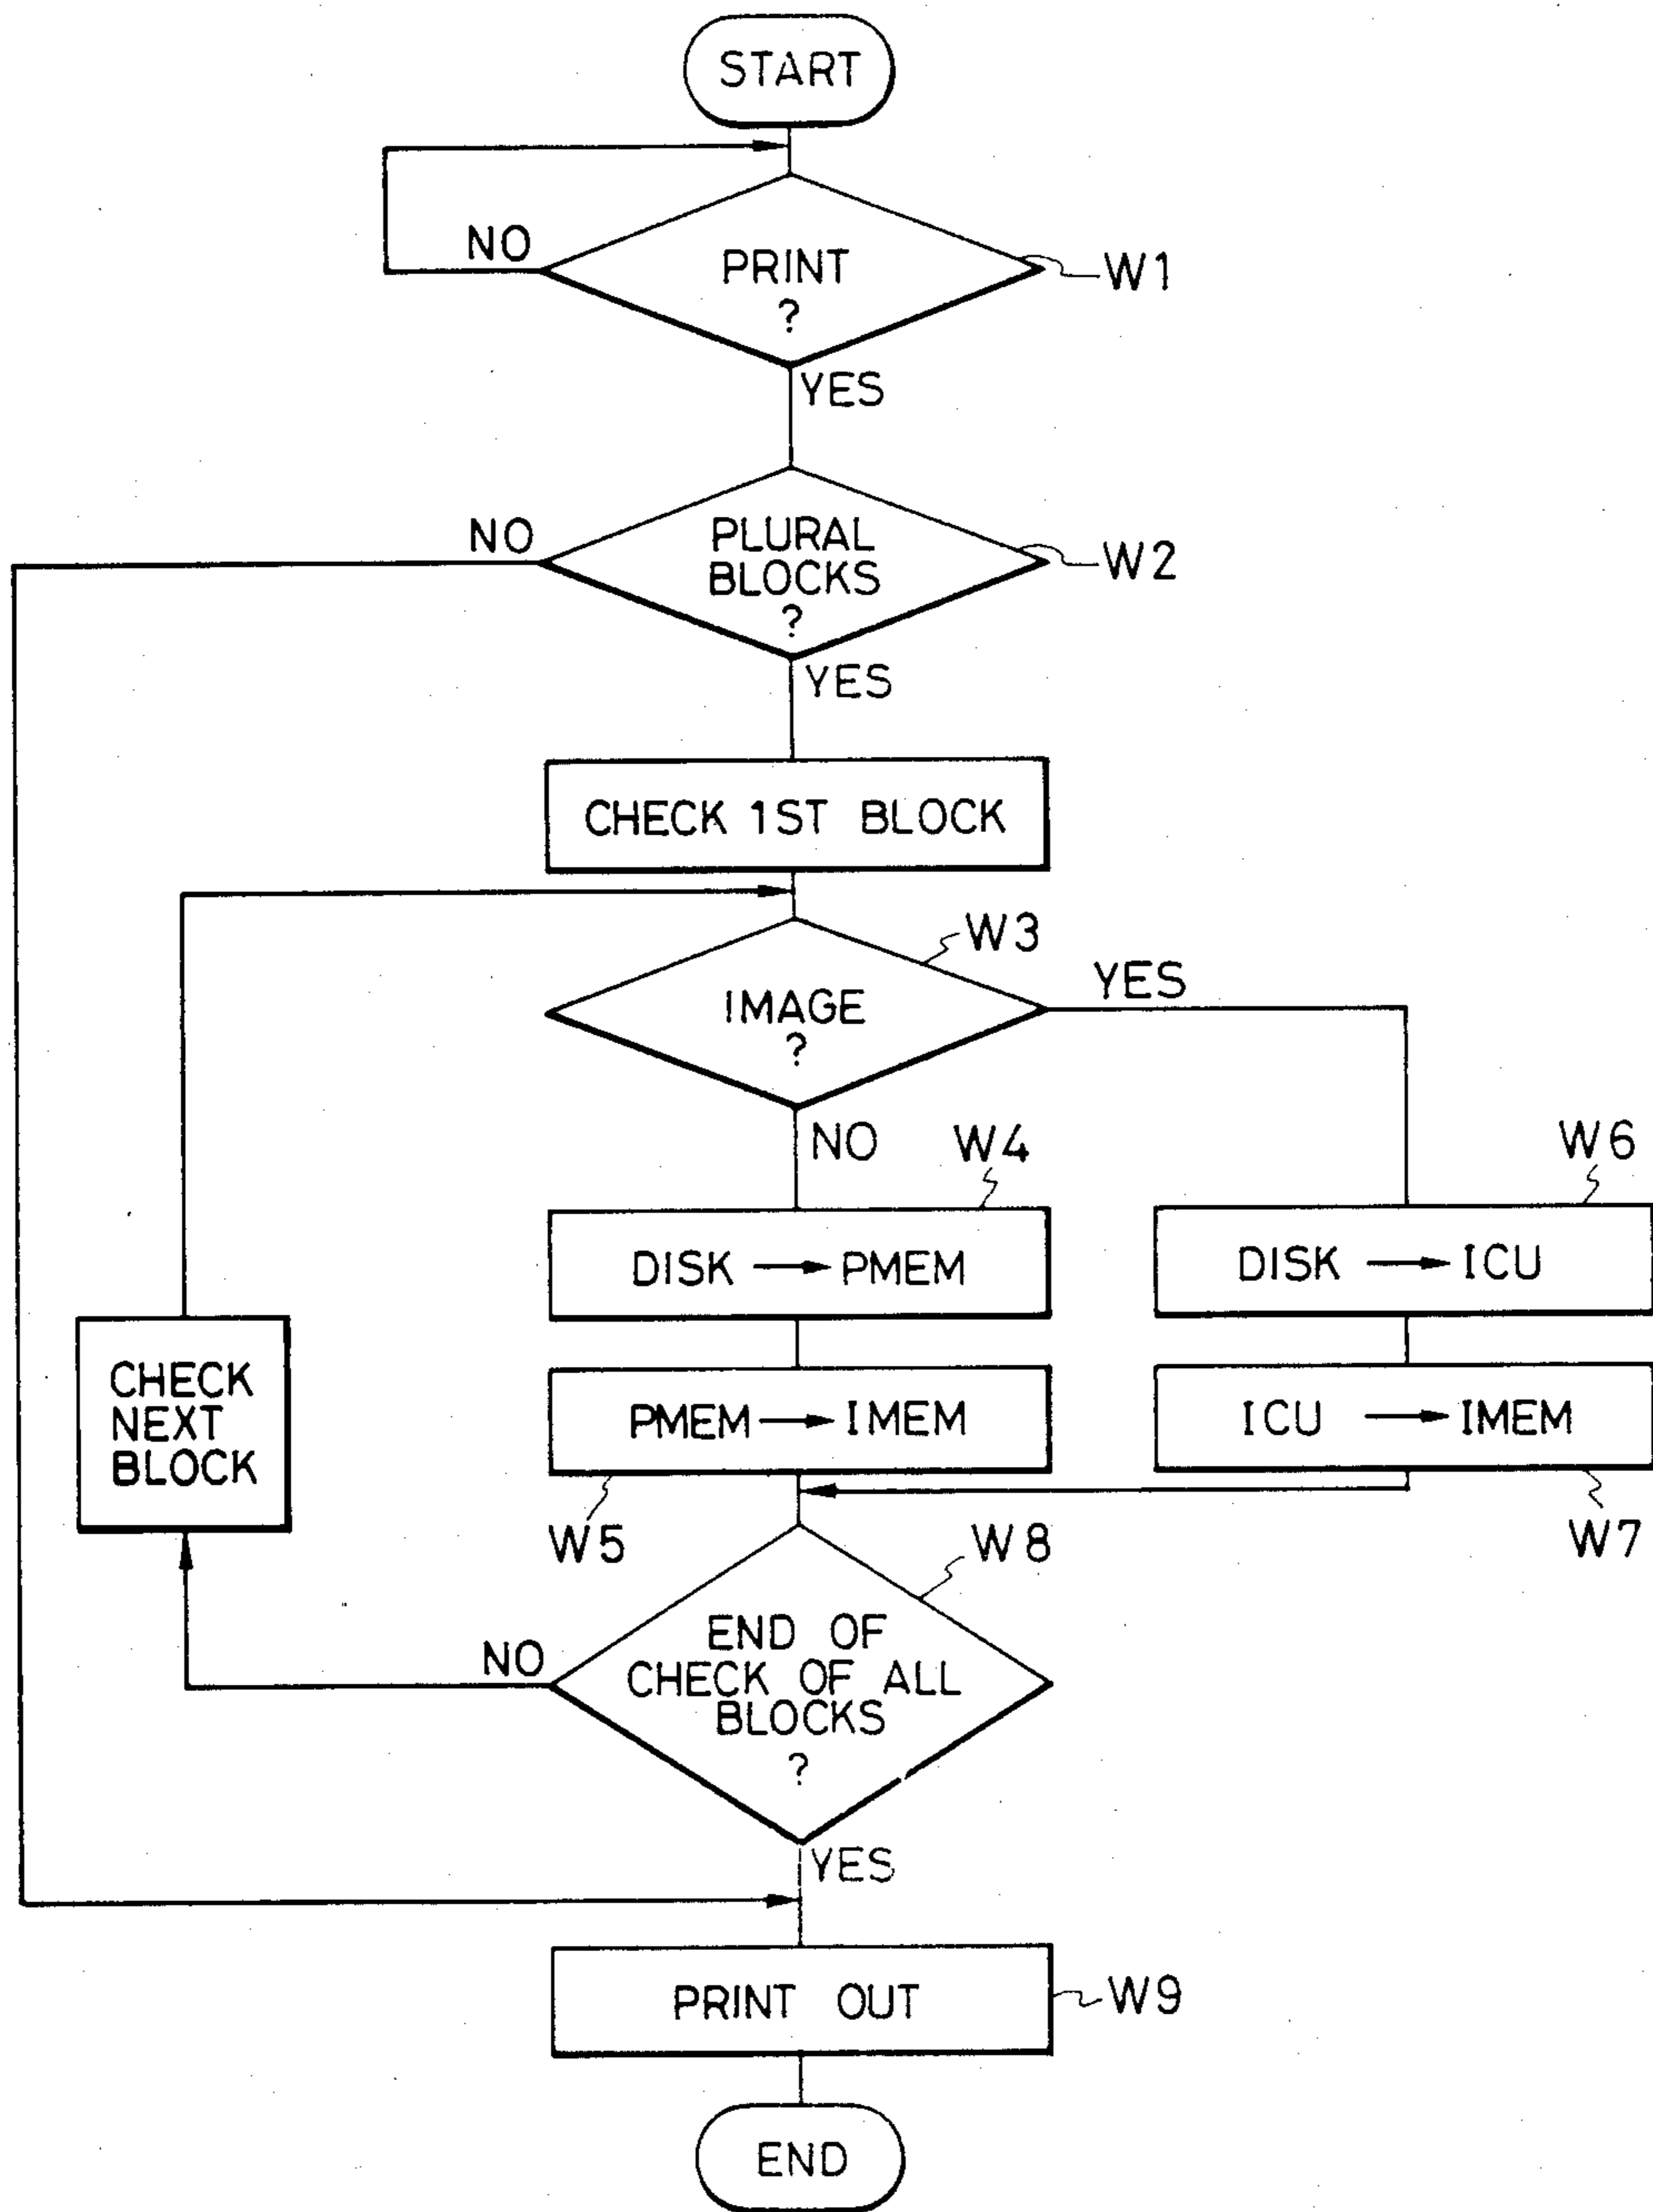 START
NO
PRINT
?
W1
YES
NO
PLURAL
BLOCKS
?
W2
YES
CHECK 1ST BLOCK
W3
YES
IMAGE
?
NO
W4
W6
DISK → PMEM
DISK → ICU
CHECK
NEXT
BLOCK
PMEM → IMEM
ICU → IMEM
W5
W8
W7
NO
END OF
CHECK OF ALL
BLOCKS
?
YES
PRINT OUT
W9
END